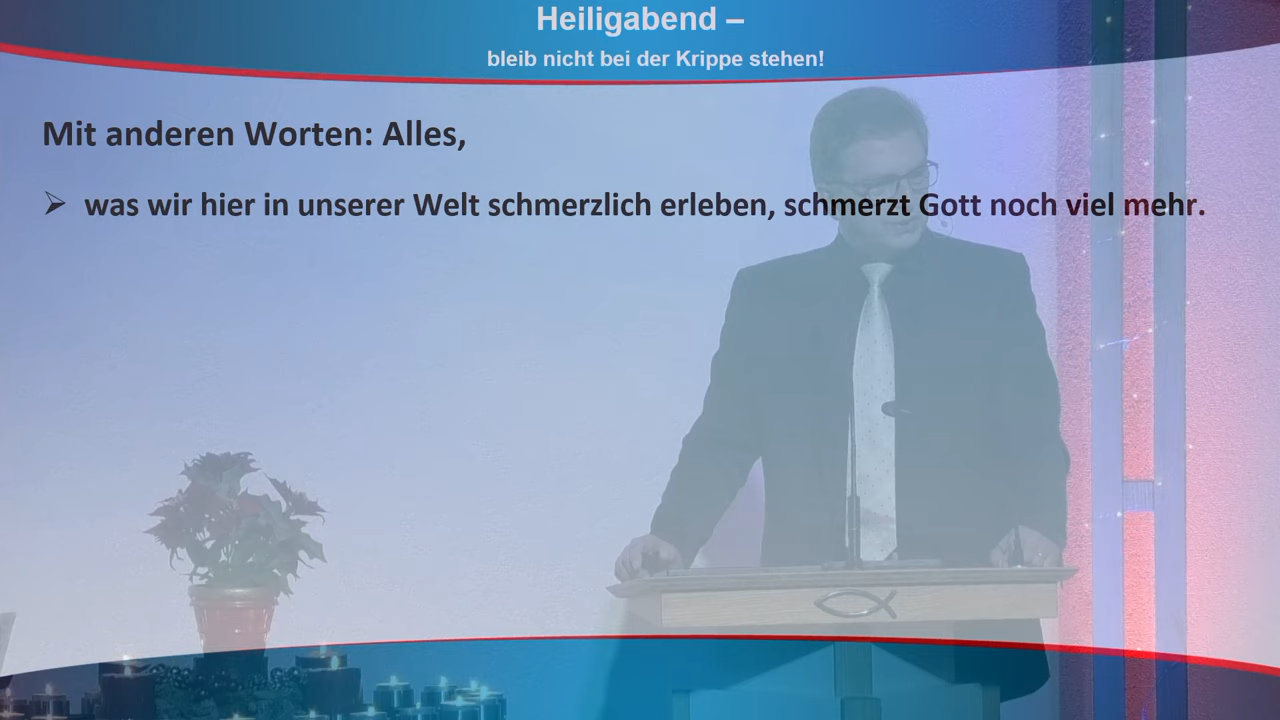 Heiligabend –
bleib nicht bei der Krippe stehen!
Mit anderen Worten: Alles,
➢ was wir hier in unserer Welt schmerzlich erleben, schmerzt Gott noch viel mehr.